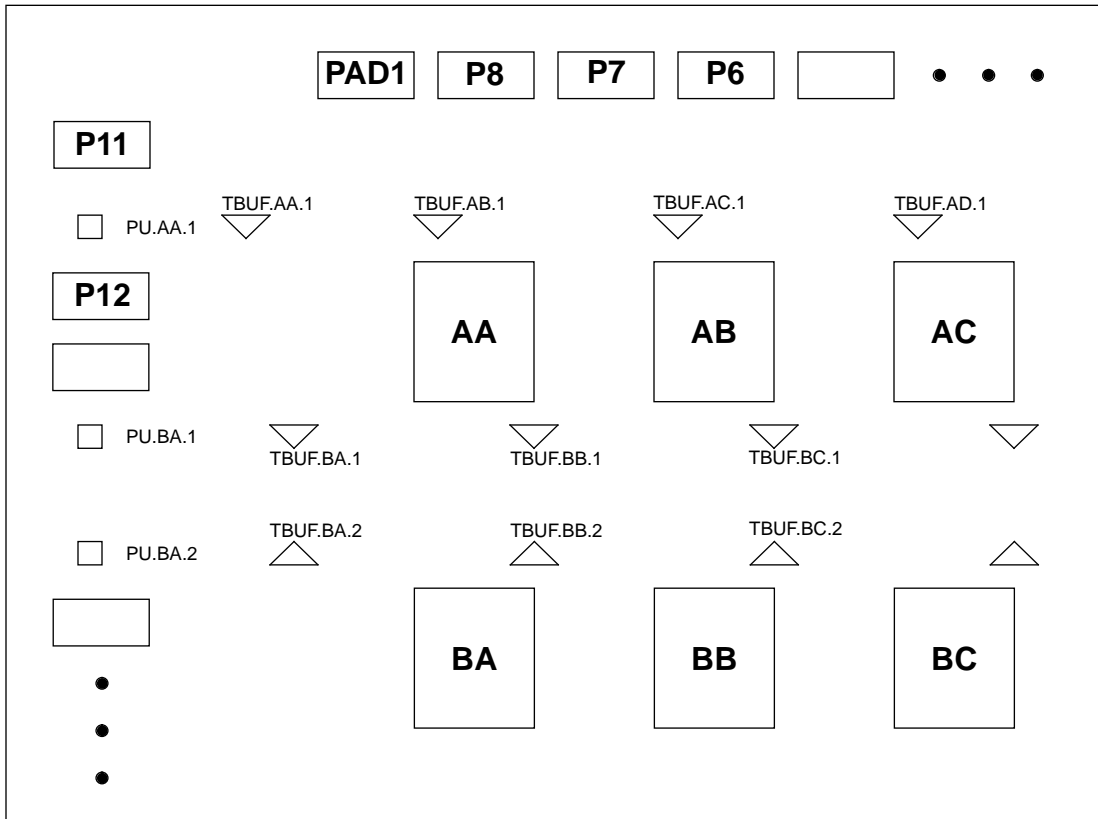 PAD1 P8 P7 P6
P11
TBUF.AA.1 TBUF.AB.1 TBUF.AC.1 TBUF.AD.1
PU.AA.1
P12
AA AB AC
PU.BA.1
TBUF.BA.1 TBUF.BB.1 TBUF.BC.1
TBUF.BA.2 TBUF.BB.2 TBUF.BC.2
PU.BA.2
BA BB BC